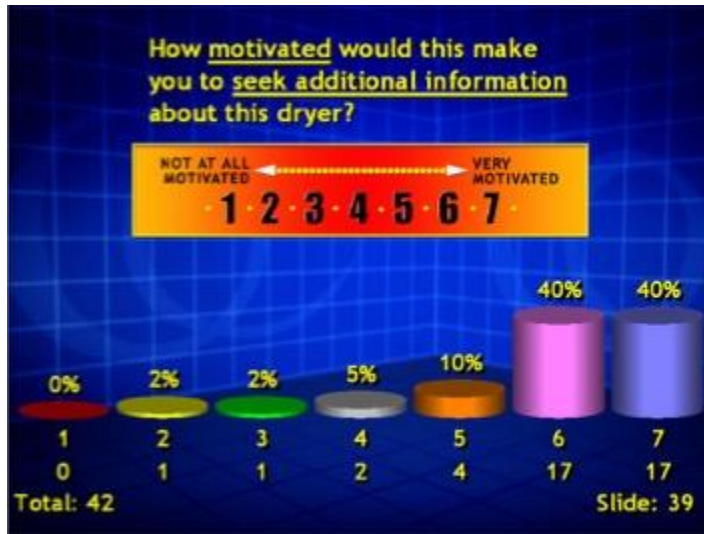 How motivated would this make
you to seek additional information
about this dryer?
NOT AT ALL MOTIVATED
VERY MOTIVATED
· 1 · 2 · 3 · 4 · 5 · 6 · 7 ·
0% 2% 2% 5% 10% 40% 40%
1 2 3 4 5 6 7
0 1 1 2 4 17 17
Total: 42 Slide: 39